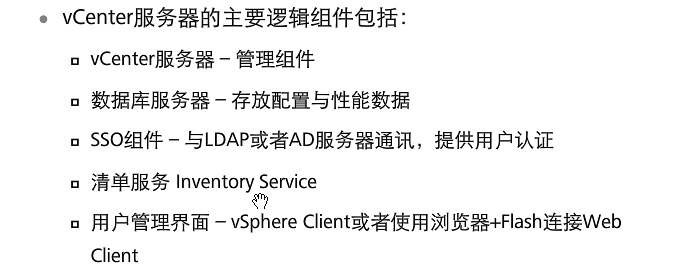 vCenter服务器的主要逻辑组件包括：
vCenter服务器 – 管理组件
数据库服务器 – 存放配置与性能数据
SSO组件 – 与LDAP或者AD服务器通讯，提供用户认证
清单服务 Inventory Service
用户管理界面 – vSphere Client或者使用浏览器+Flash连接Web
Client